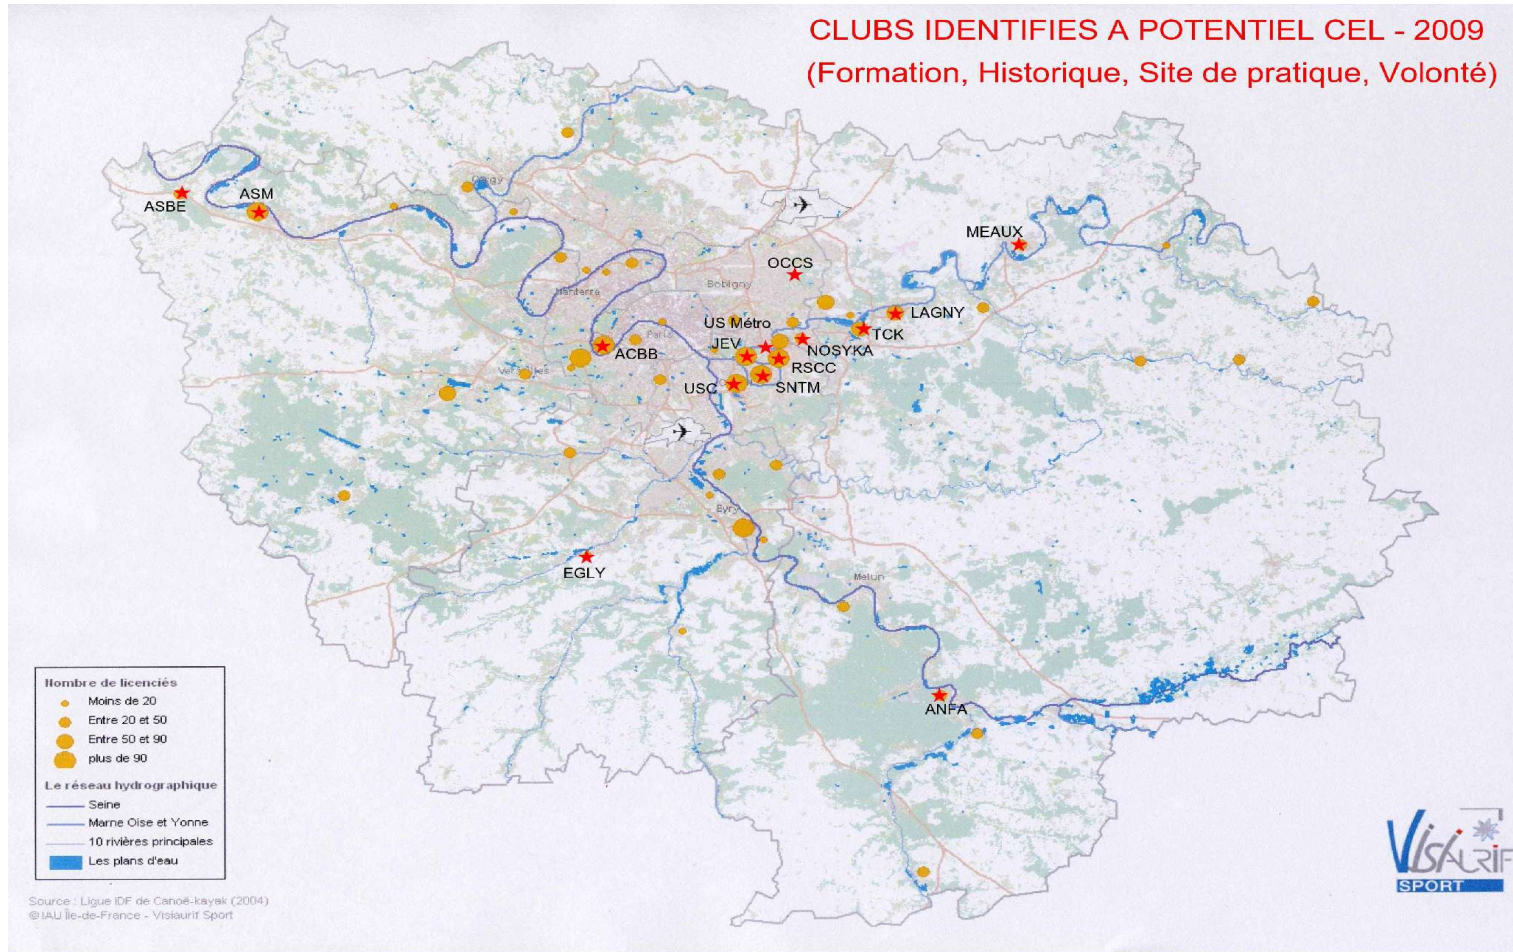 CLUBS IDENTIFIES A POTENTIEL CEL - 2009
(Formation, Historique, Site de pratique, Volonté)
Cergy
ASBE
ASM
MEAUX
OCCS
Bobigny
Nanterre
LAGNY
US Métro
TCK
Paris
JEV
NOSYKA
ACBB
RSCC
Versailles
USC
SNTM
Evry
EGLY
Melun
ANFA
Nombre de licenciés
Moins de 20
Entre 20 et 50
Entre 50 et 90
plus de 90
Le réseau hydrographique
Seine
Marne Oise et Yonne
10 rivières principales
Les plans d'eau
VISIAURIF
SPORT
Source : Ligue IDF de Canoë-kayak (2004)
© IAU Île-de-France - Visiaurif Sport